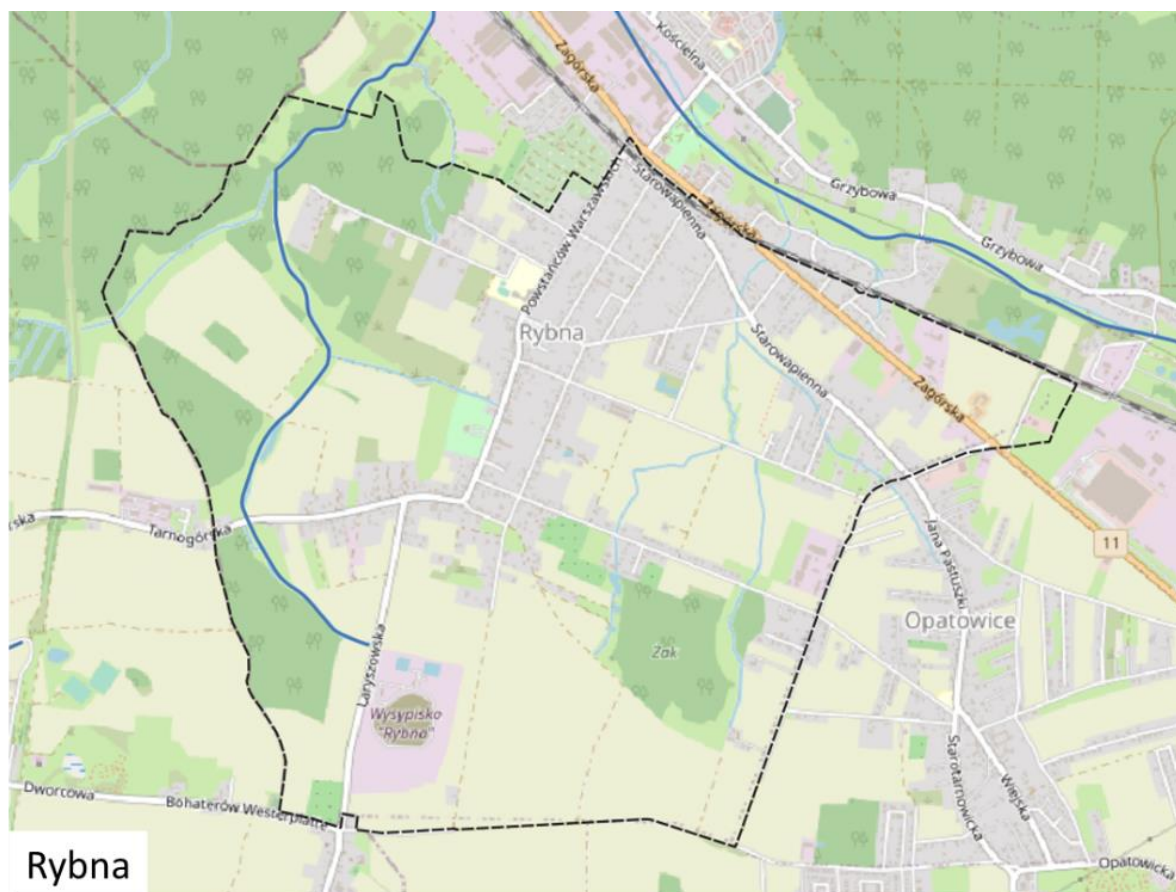 Kościelna
Zagórska
Grzybowa
Grzybowa
Starowapienna
Zagórska
Powstańców Warszawskich
Rybna
Starowapienna
Zagórska
Tarnogórska
Jana Pastuszki
11
Opatowice
Żak
Laryszowska
Wysypisko
"Rybna"
Starotarnowicka
Wiejska
Dworcowa
Bohaterów Westerplatte
Opatowicka
Rybna